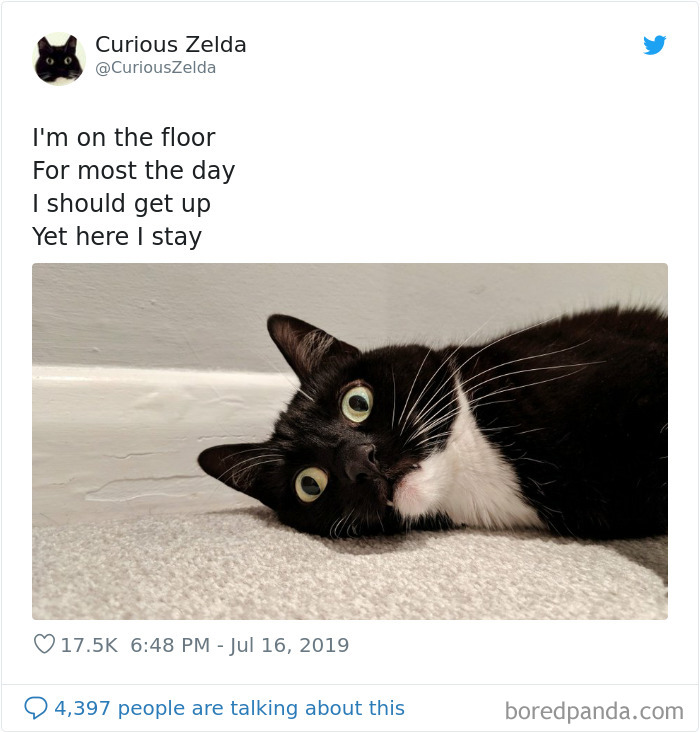 Curious Zelda
@CuriousZelda
I'm on the floor
For most the day
I should get up
Yet here I stay
17.5K 6:48 PM - Jul 16, 2019
4,397 people are talking about this
boredpanda.com